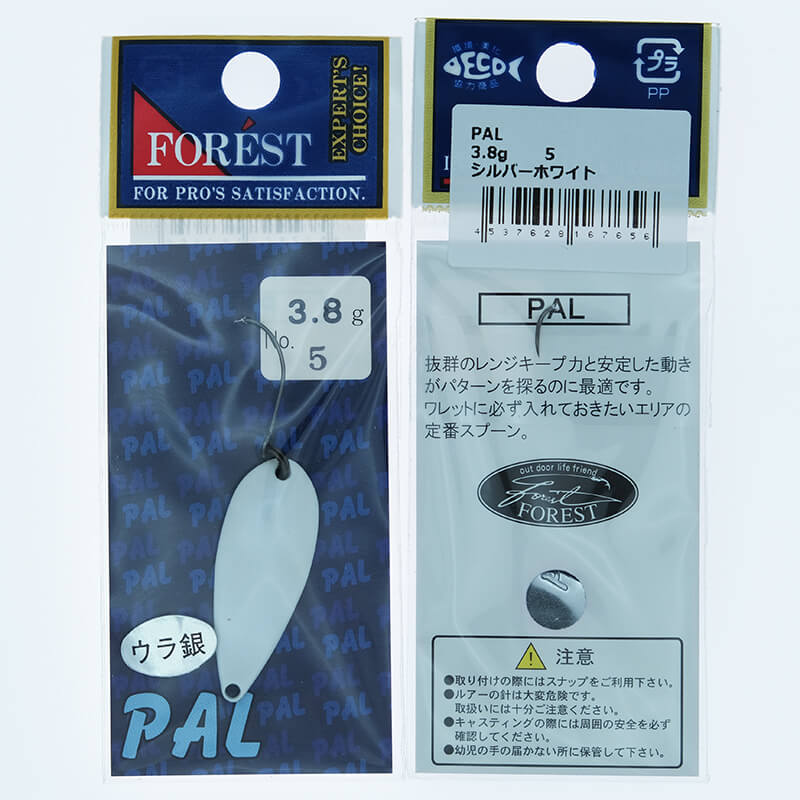 FORÉST
EXPERT'S
CHOICE!
FOR PRO'S SATISFACTION.
3.8 g
No.
5
ウラ銀
PAL
環境・美化
ECO
協力商品
プラ
PP
PAL
3.8g 5
シルバーホワイト
4537628167656
PAL
抜群のレンジキープ力と安定した動き
がパターンを探るのに最適です。
ワレットに必ず入れておきたいエリアの
定番スプーン。
out door life friend
Forest
FOREST
注意
●取り付けの際にはスナップをご利用下さい。
●ルアーの針は大変危険です。
取扱いには十分ご注意ください。
●キャスティングの際には周囲の安全を必ず
確認してください。
●幼児の手の届かない所に保管して下さい。